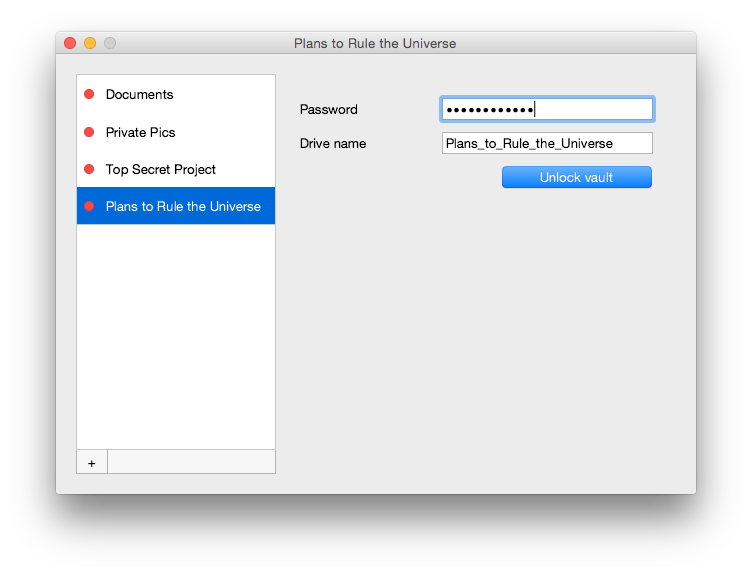 Plans to Rule the Universe
Documents
Private Pics
Top Secret Project
Plans to Rule the Universe
+
Password
••••••••••••
Drive name
Plans_to_Rule_the_Universe
Unlock vault